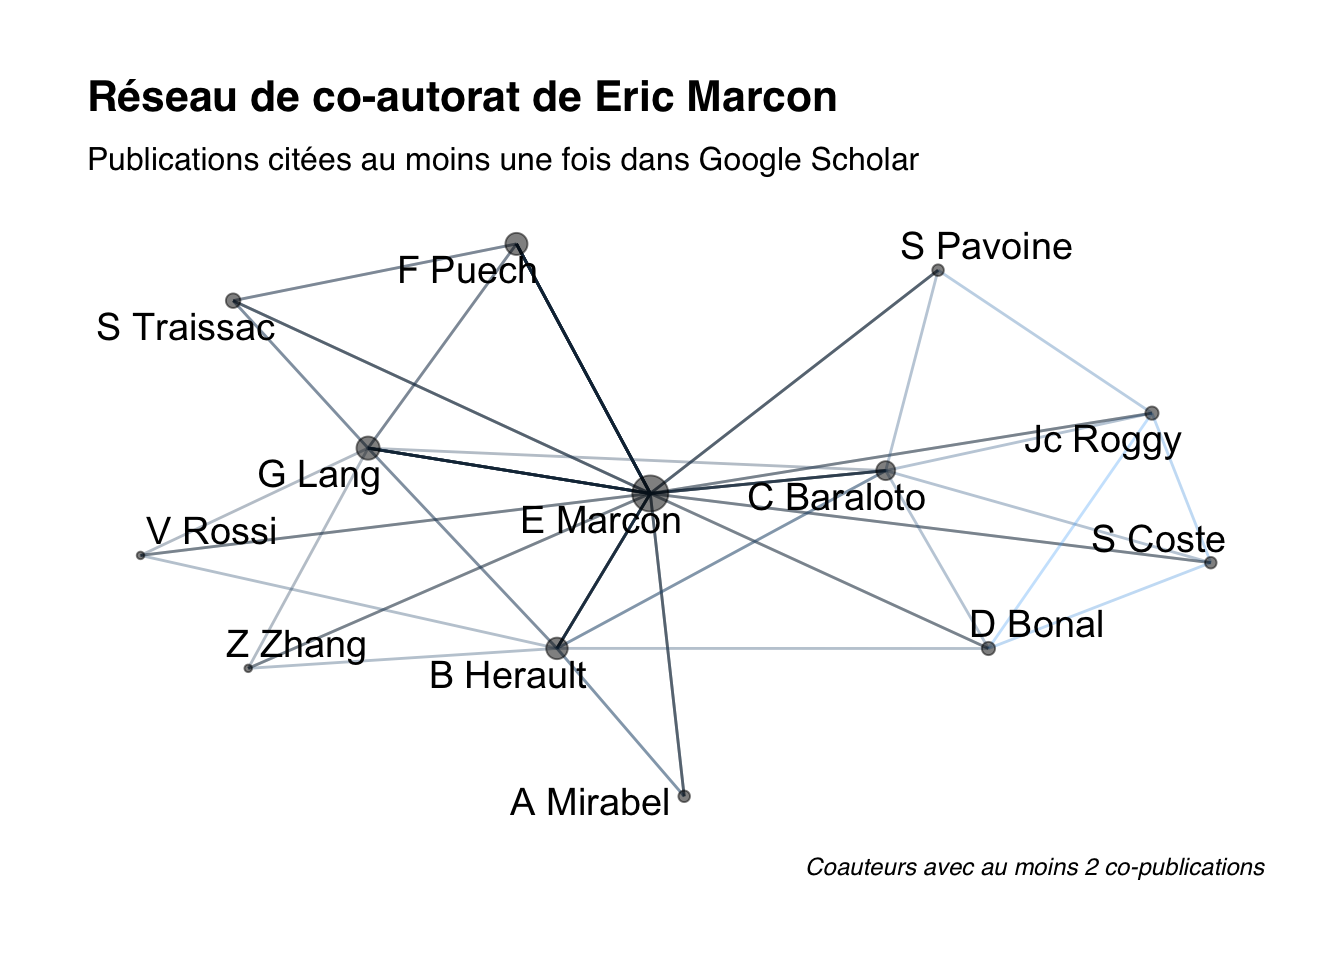 Réseau de co-autorat de Eric Marcon
Publications citées au moins une fois dans Google Scholar
S Pavoine
F Puech
S Traissac
Jc Roggy
G Lang
C Baraloto
E Marcon
V Rossi
S Coste
D Bonal
Z Zhang
B Herault
A Mirabel
Coauteurs avec au moins 2 co-publications